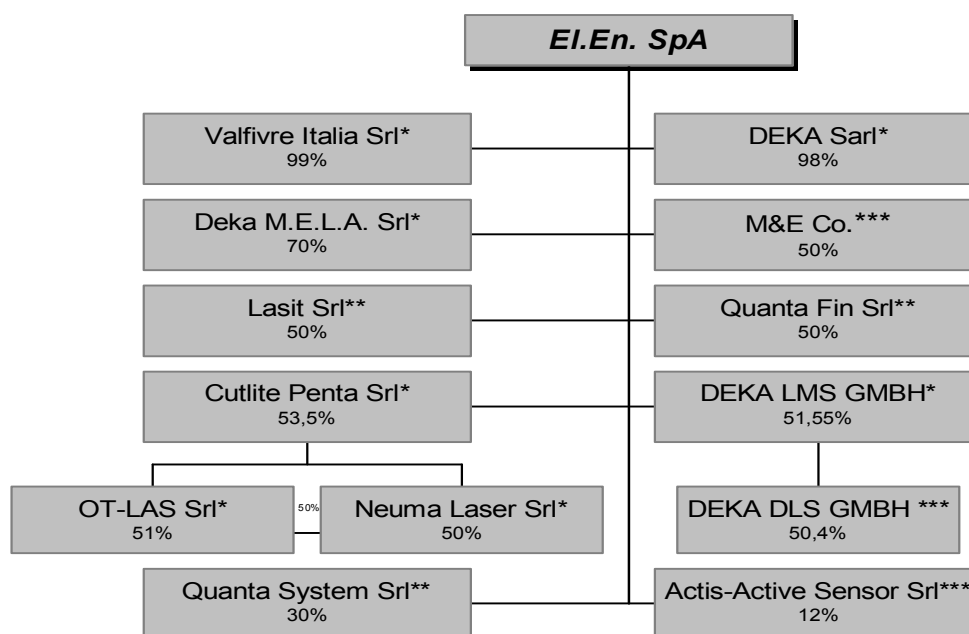 El.En. SpA
Valfivre Italia Srl*
99%
DEKA Sarl*
98%
Deka M.E.L.A. Srl*
70%
M&E Co.***
50%
Lasit Srl**
50%
Quanta Fin Srl**
50%
Cutlite Penta Srl*
53,5%
DEKA LMS GMBH*
51,55%
OT-LAS Srl*
51%
50%
Neuma Laser Srl*
50%
DEKA DLS GMBH ***
50,4%
Quanta System Srl**
30%
Actis-Active Sensor Srl***
12%